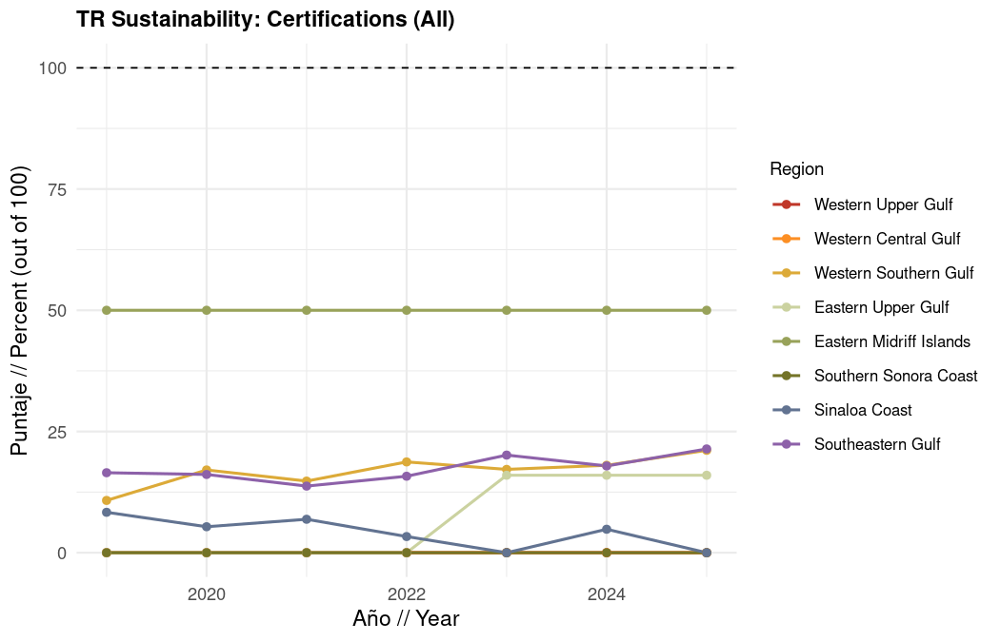 TR Sustainability: Certifications (All)
Puntaje // Percent (out of 100)
100
75
50
25
0
2020
2022
2024
Año // Year
Region
Western Upper Gulf
Western Central Gulf
Western Southern Gulf
Eastern Upper Gulf
Eastern Midriff Islands
Southern Sonora Coast
Sinaloa Coast
Southeastern Gulf